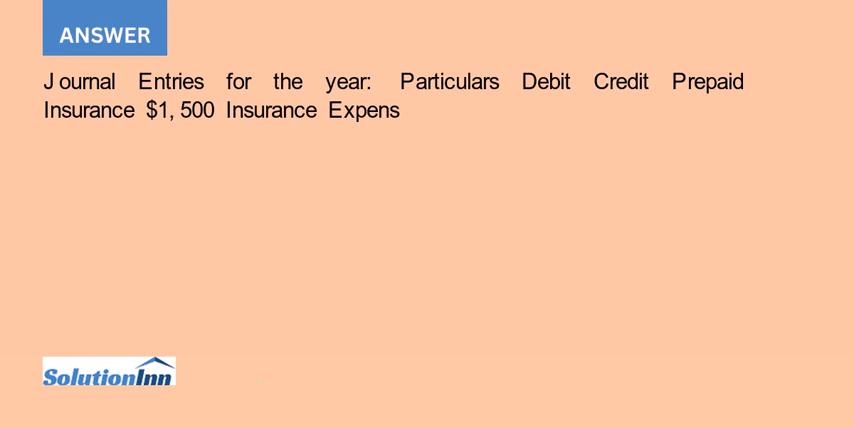 ANSWER
Journal Entries for the year: Particulars Debit Credit Prepaid
Insurance $1, 500 Insurance Expens
SolutionInn